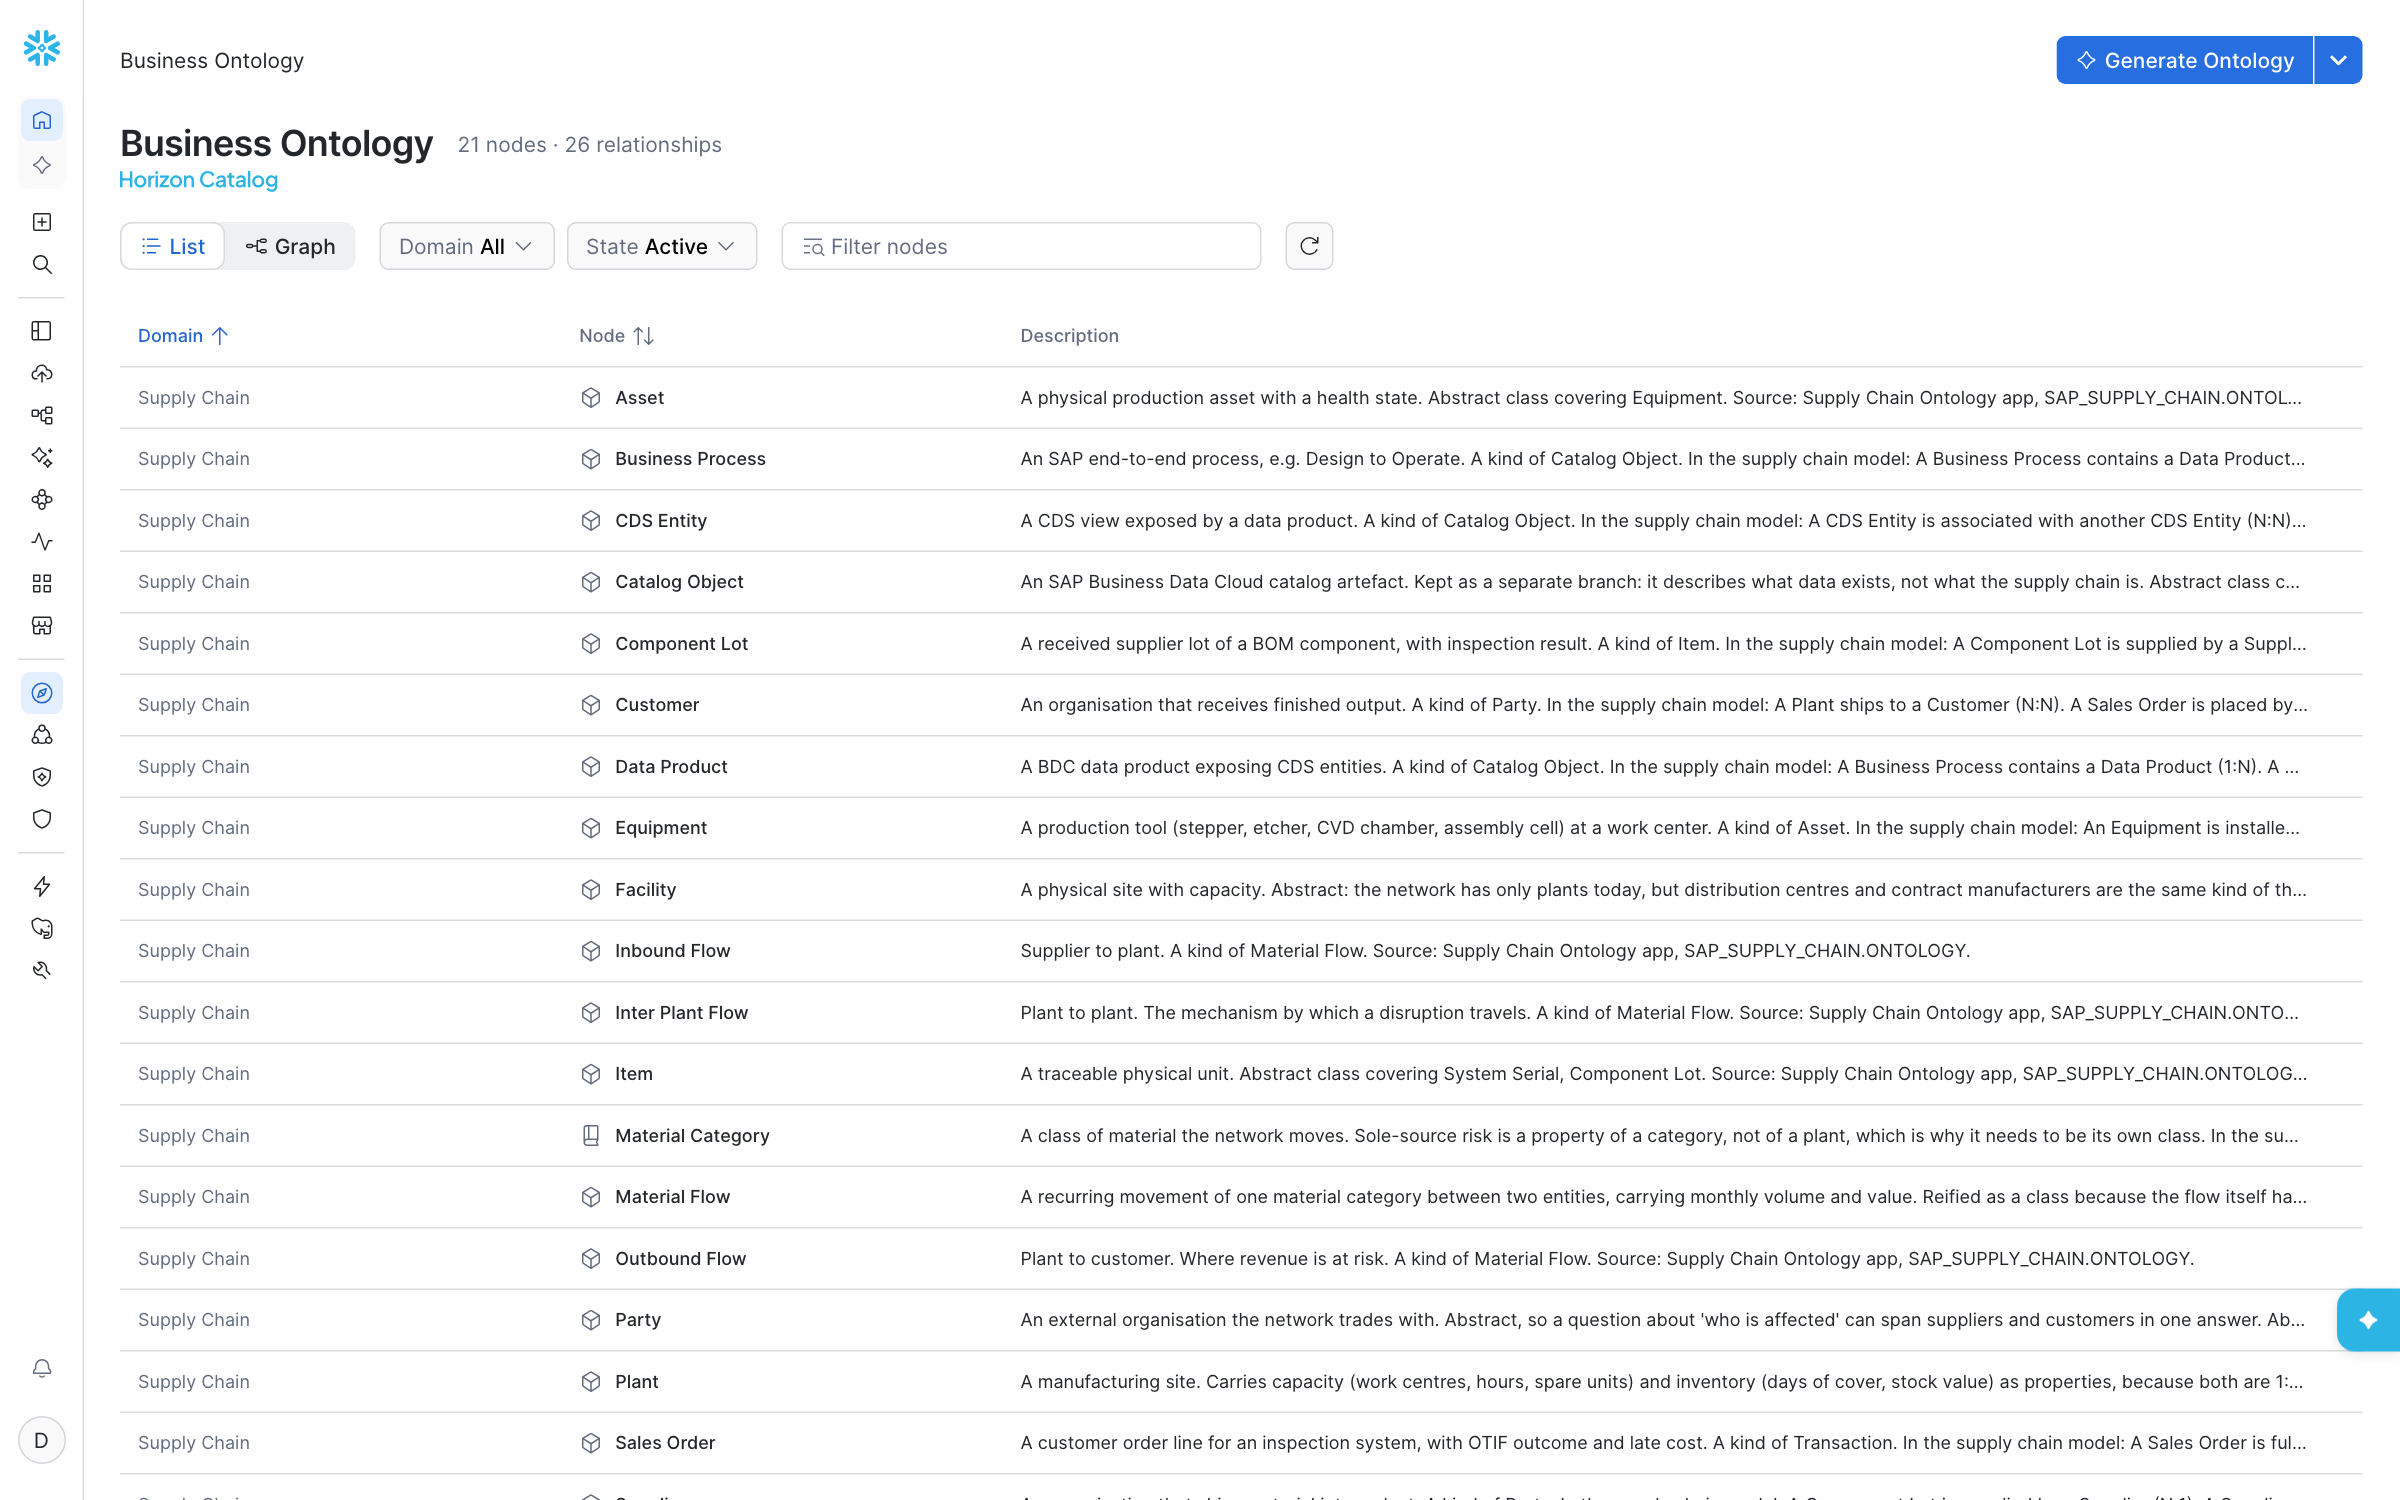 Business Ontology
Generate Ontology
Business Ontology 21 nodes · 26 relationships
Horizon Catalog
List Graph Domain All State Active Filter nodes
Domain Node Description
Supply Chain Asset A physical production asset with a health state. Abstract class covering Equipment. Source: Supply Chain Ontology app, SAP_SUPPLY_CHAIN.ONTOL...
Supply Chain Business Process An SAP end-to-end process, e.g. Design to Operate. A kind of Catalog Object. In the supply chain model: A Business Process contains a Data Product...
Supply Chain CDS Entity A CDS view exposed by a data product. A kind of Catalog Object. In the supply chain model: A CDS Entity is associated with another CDS Entity (N:N)...
Supply Chain Catalog Object An SAP Business Data Cloud catalog artefact. Kept as a separate branch: it describes what data exists, not what the supply chain is. Abstract class c...
Supply Chain Component Lot A received supplier lot of a BOM component, with inspection result. A kind of Item. In the supply chain model: A Component Lot is supplied by a Suppl...
Supply Chain Customer An organisation that receives finished output. A kind of Party. In the supply chain model: A Plant ships to a Customer (N:N). A Sales Order is placed by...
Supply Chain Data Product A BDC data product exposing CDS entities. A kind of Catalog Object. In the supply chain model: A Business Process contains a Data Product (1:N). A ...
Supply Chain Equipment A production tool (stepper, etcher, CVD chamber, assembly cell) at a work center. A kind of Asset. In the supply chain model: An Equipment is installe...
Supply Chain Facility A physical site with capacity. Abstract: the network has only plants today, but distribution centres and contract manufacturers are the same kind of th...
Supply Chain Inbound Flow Supplier to plant. A kind of Material Flow. Source: Supply Chain Ontology app, SAP_SUPPLY_CHAIN.ONTOLOGY.
Supply Chain Inter Plant Flow Plant to plant. The mechanism by which a disruption travels. A kind of Material Flow. Source: Supply Chain Ontology app, SAP_SUPPLY_CHAIN.ONTO...
Supply Chain Item A traceable physical unit. Abstract class covering System Serial, Component Lot. Source: Supply Chain Ontology app, SAP_SUPPLY_CHAIN.ONTOLOG...
Supply Chain Material Category A class of material the network moves. Sole-source risk is a property of a category, not of a plant, which is why it needs to be its own class. In the su...
Supply Chain Material Flow A recurring movement of one material category between two entities, carrying monthly volume and value. Reified as a class because the flow itself ha...
Supply Chain Outbound Flow Plant to customer. Where revenue is at risk. A kind of Material Flow. Source: Supply Chain Ontology app, SAP_SUPPLY_CHAIN.ONTOLOGY.
Supply Chain Party An external organisation the network trades with. Abstract, so a question about 'who is affected' can span suppliers and customers in one answer. Ab...
Supply Chain Plant A manufacturing site. Carries capacity (work centres, hours, spare units) and inventory (days of cover, stock value) as properties, because both are 1:...
Supply Chain Sales Order A customer order line for an inspection system, with OTIF outcome and late cost. A kind of Transaction. In the supply chain model: A Sales Order is ful...
D